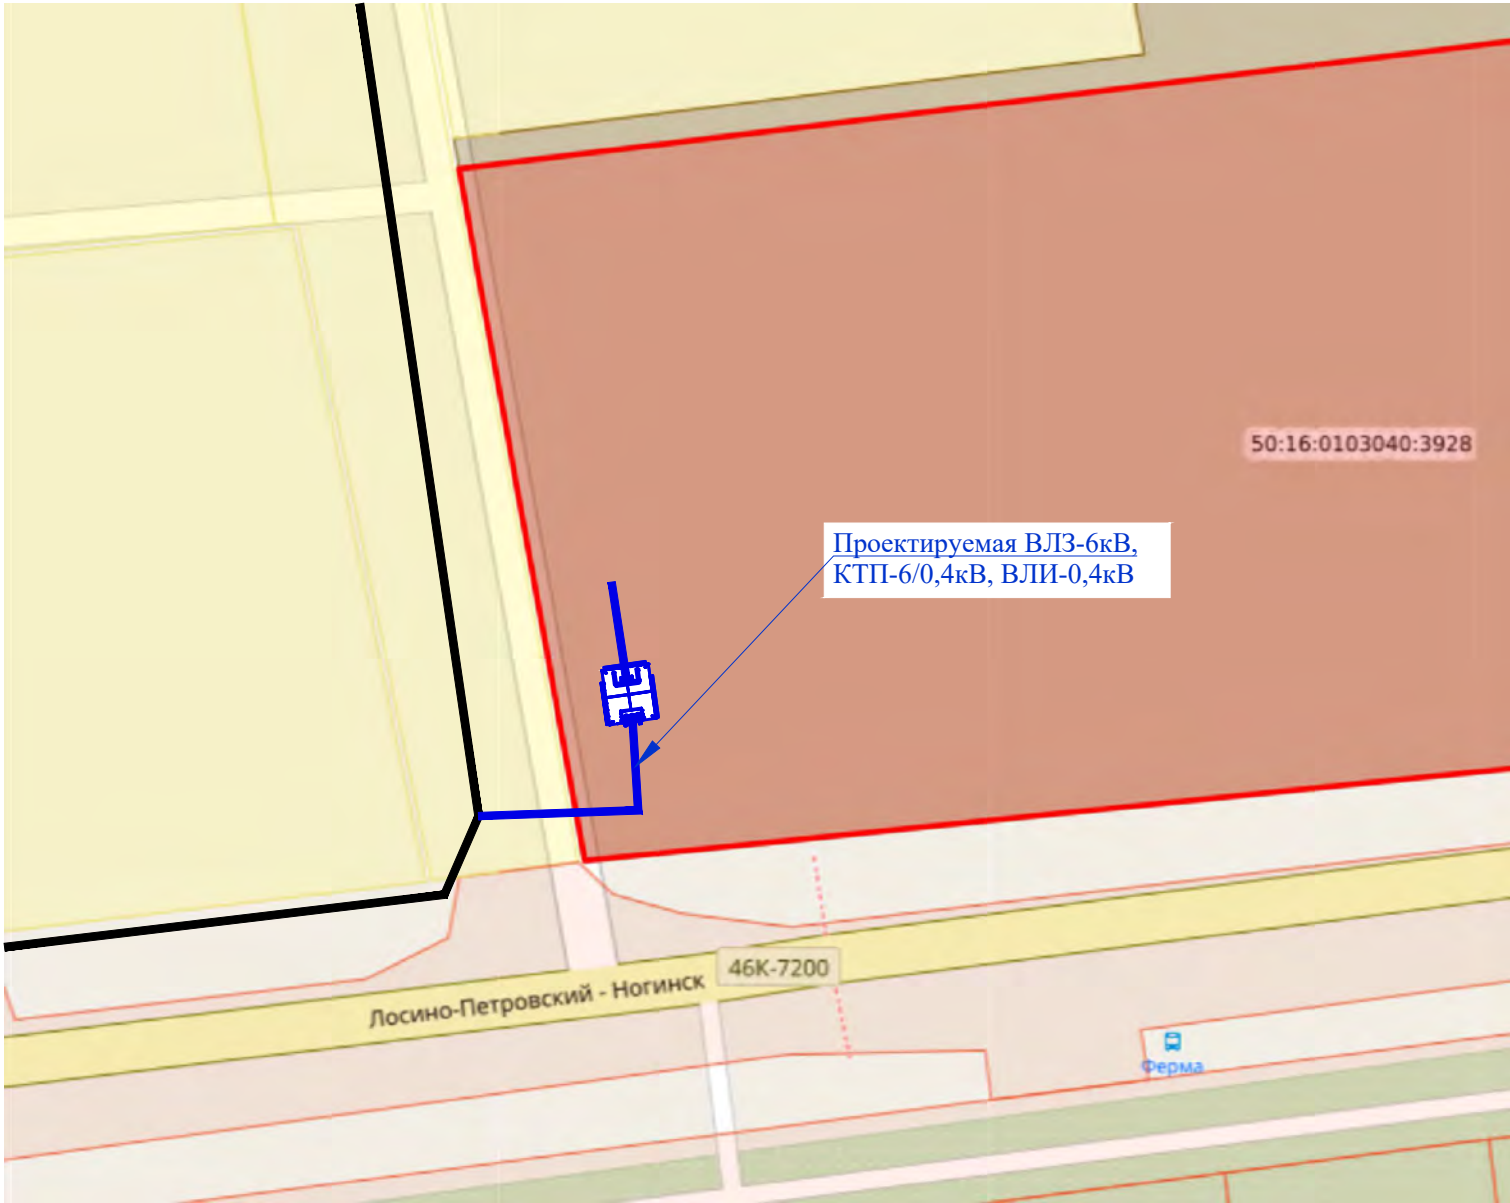 50:16:0103040:3928
Проектируемая ВЛЗ-6кВ,
КТП-6/0,4кВ, ВЛИ-0,4кВ
46К-7200
Лосино-Петровский - Ногинск
Ферма